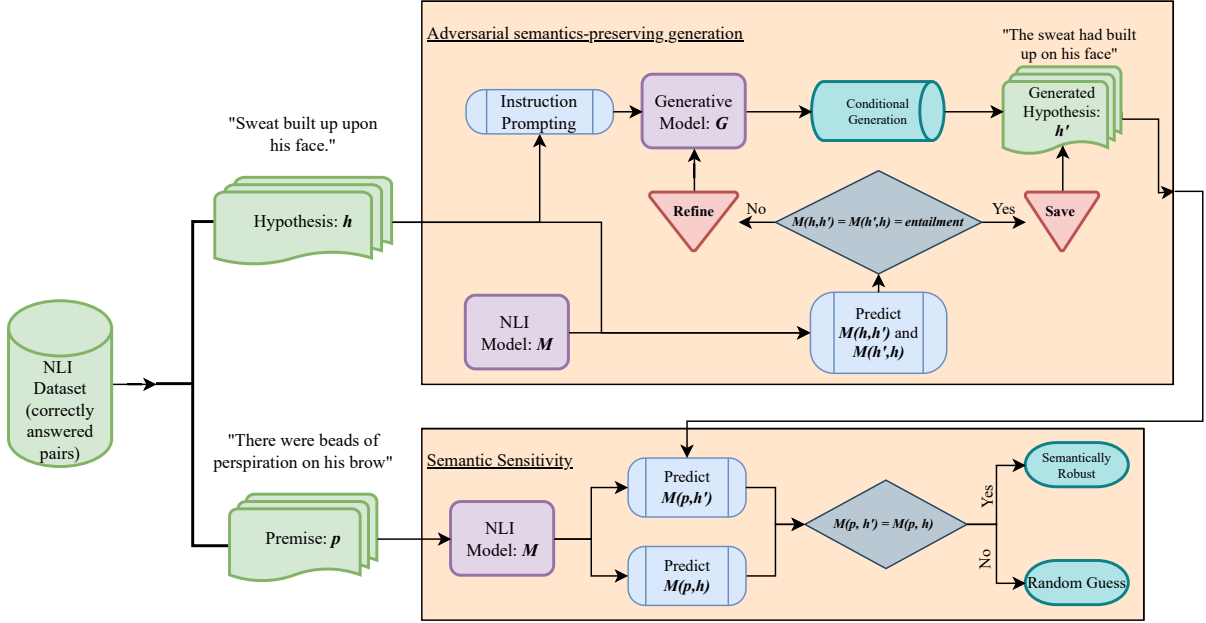 Adversarial semantics-preserving generation
"The sweat had built
up on his face"
Instruction
Prompting
Generative
Model: G
Conditional
Generation
Generated
Hypothesis:
h'
"Sweat built up upon
his face."
Hypothesis: h
Refine
No
M(h,h') = M(h',h) = entailment
Yes
Save
NLI
Model: M
Predict
M(h,h') and
M(h',h)
NLI
Dataset
(correctly
answered
pairs)
"There were beads of
perspiration on his brow"
Premise: p
Semantic Sensitivity
NLI
Model: M
Predict
M(p,h')
Predict
M(p,h)
M(p, h') = M(p, h)
Yes
No
Semantically
Robust
Random Guess